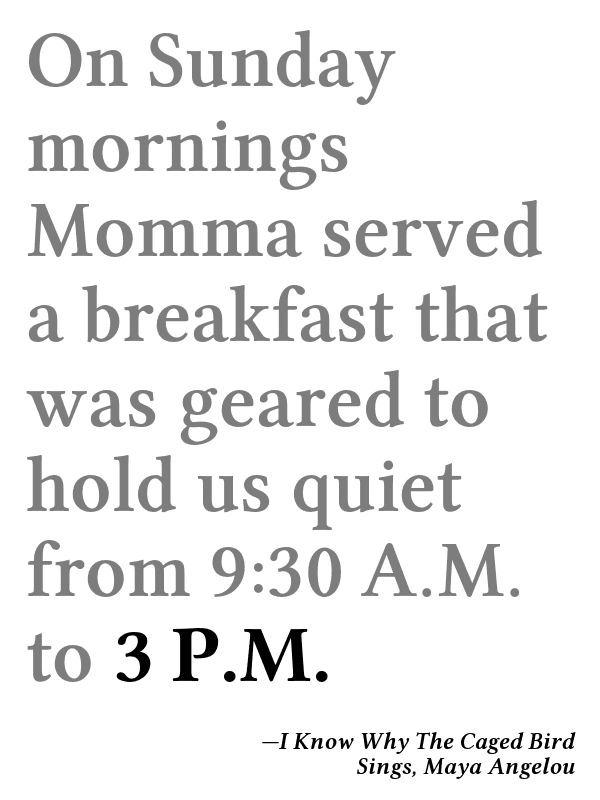 On Sunday
mornings
Momma served
a breakfast that
was geared to
hold us quiet
from 9:30 A.M.
to 3 P.M.
—I Know Why The Caged Bird
Sings, Maya Angelou